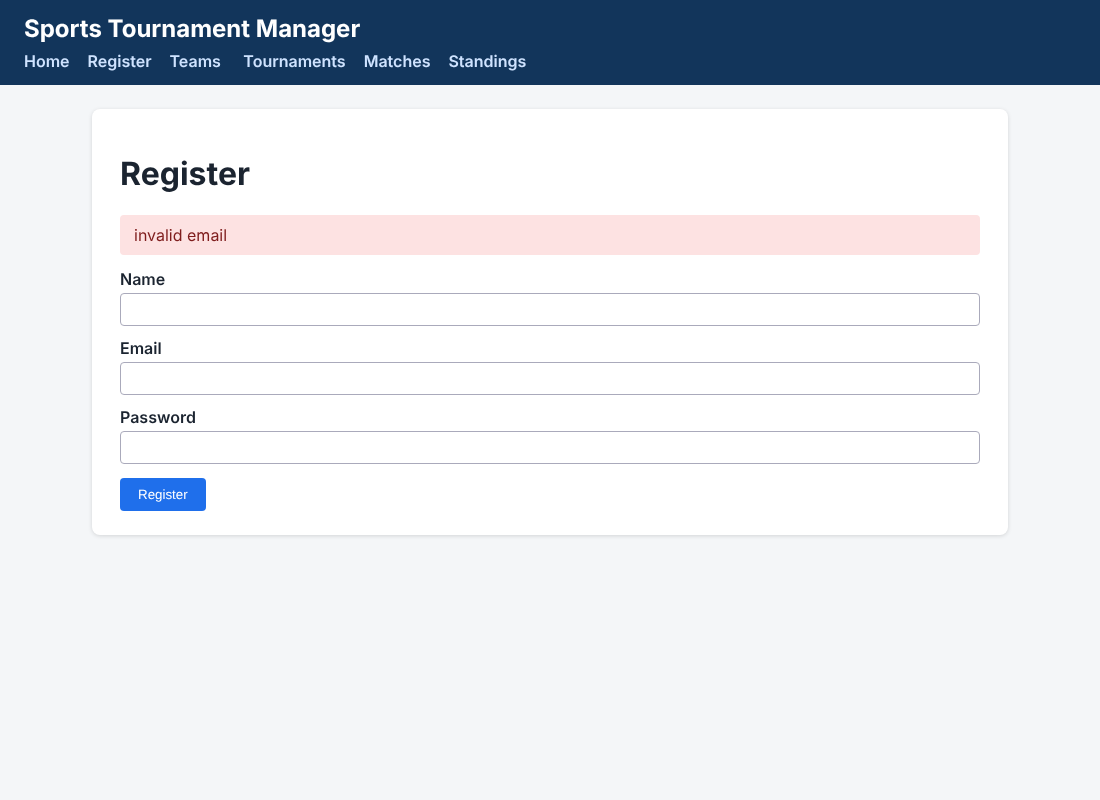 Sports Tournament Manager
Home Register Teams Tournaments Matches Standings
Register
invalid email
Name
Email
Password
Register